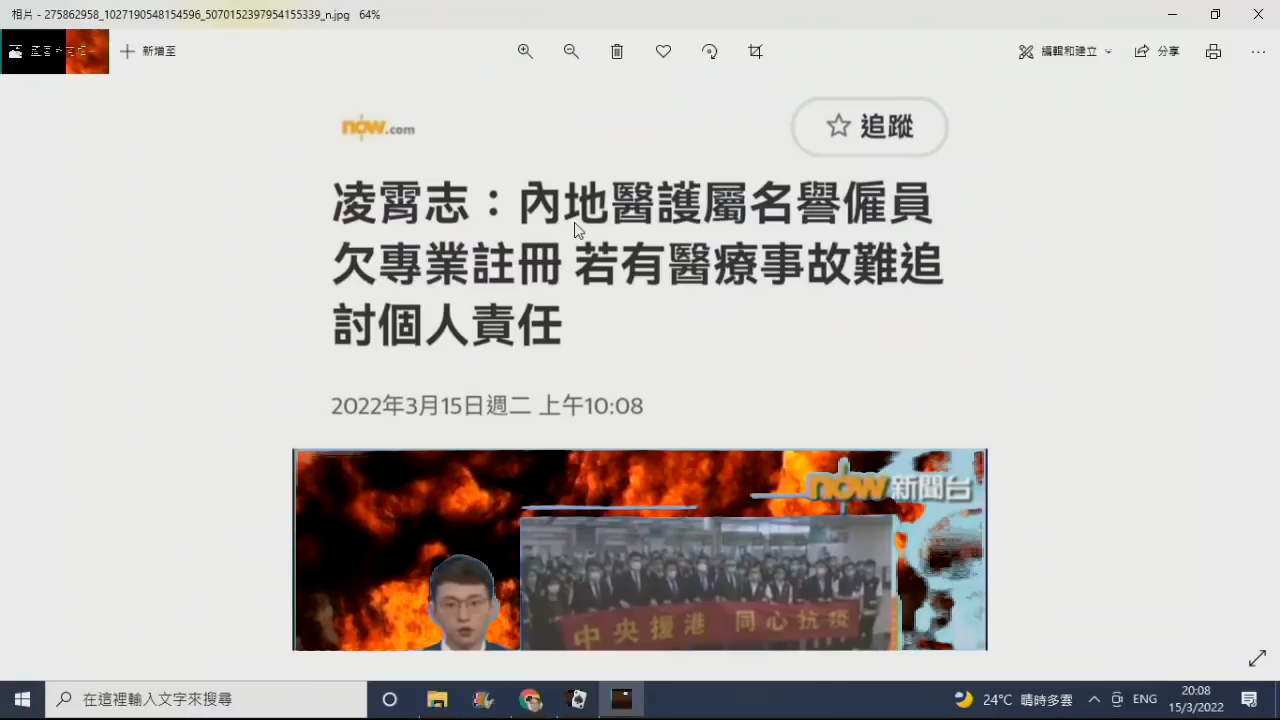 相片 - 275862958_1027190548154596_5070152397954155339_n.jpg 64%
新增至
編輯和建立
分享
now.com
追蹤
凌霄志：內地醫護屬名譽僱員
欠專業註冊 若有醫療事故難追
討個人責任
2022年3月15日週二 上午10:08
now新聞台
中央援港 同心抗疫
在這裡輸入文字來搜尋
24°C 晴時多雲
ENG
20:08
15/3/2022